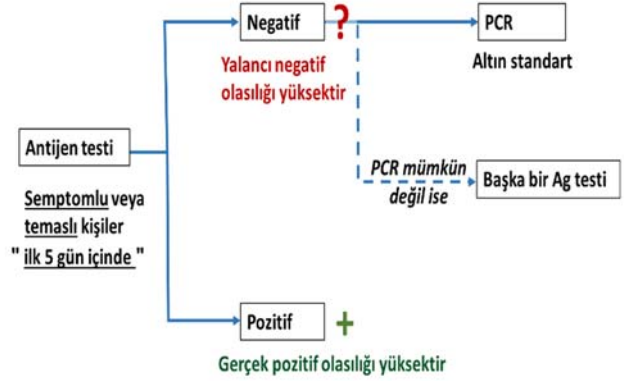 Antijen testi
Semptomlu veya
temaslı kişiler
" ilk 5 gün içinde "
Negatif
?
Yalancı negatif
olasılığı yüksektir
PCR
Altın standart
PCR mümkün
değil ise
Başka bir Ag testi
Pozitif
+
Gerçek pozitif olasılığı yüksektir